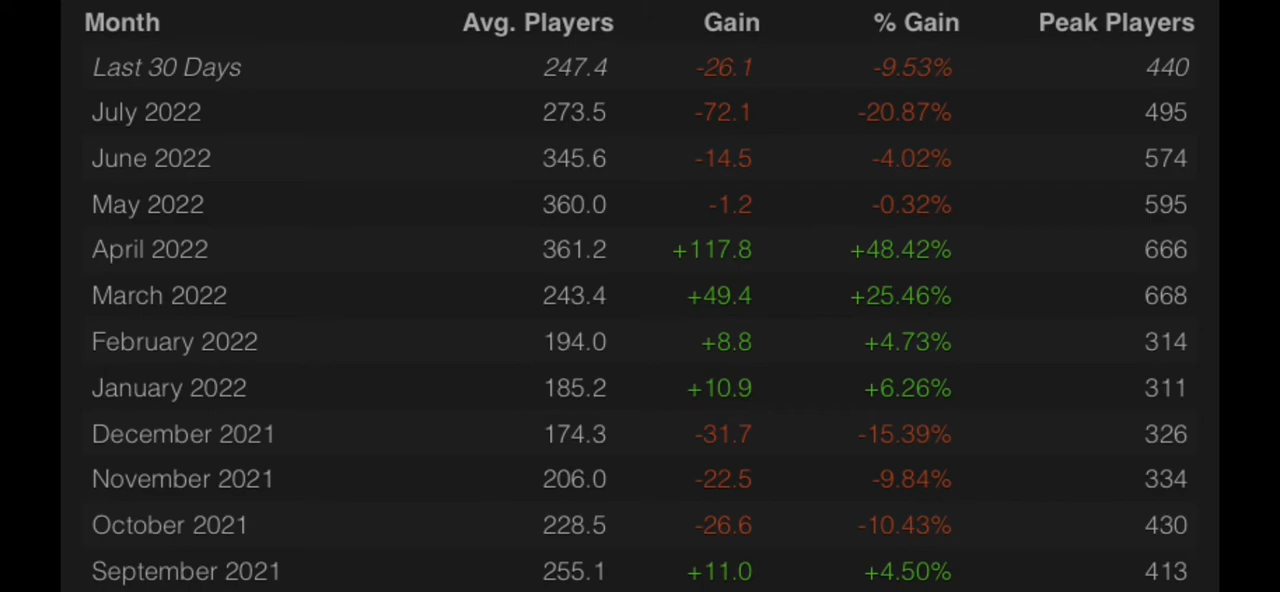 Month Avg. Players Gain % Gain Peak Players
Last 30 Days 247.4 -26.1 -9.53% 440
July 2022 273.5 -72.1 -20.87% 495
June 2022 345.6 -14.5 -4.02% 574
May 2022 360.0 -1.2 -0.32% 595
April 2022 361.2 +117.8 +48.42% 666
March 2022 243.4 +49.4 +25.46% 668
February 2022 194.0 +8.8 +4.73% 314
January 2022 185.2 +10.9 +6.26% 311
December 2021 174.3 -31.7 -15.39% 326
November 2021 206.0 -22.5 -9.84% 334
October 2021 228.5 -26.6 -10.43% 430
September 2021 255.1 +11.0 +4.50% 413